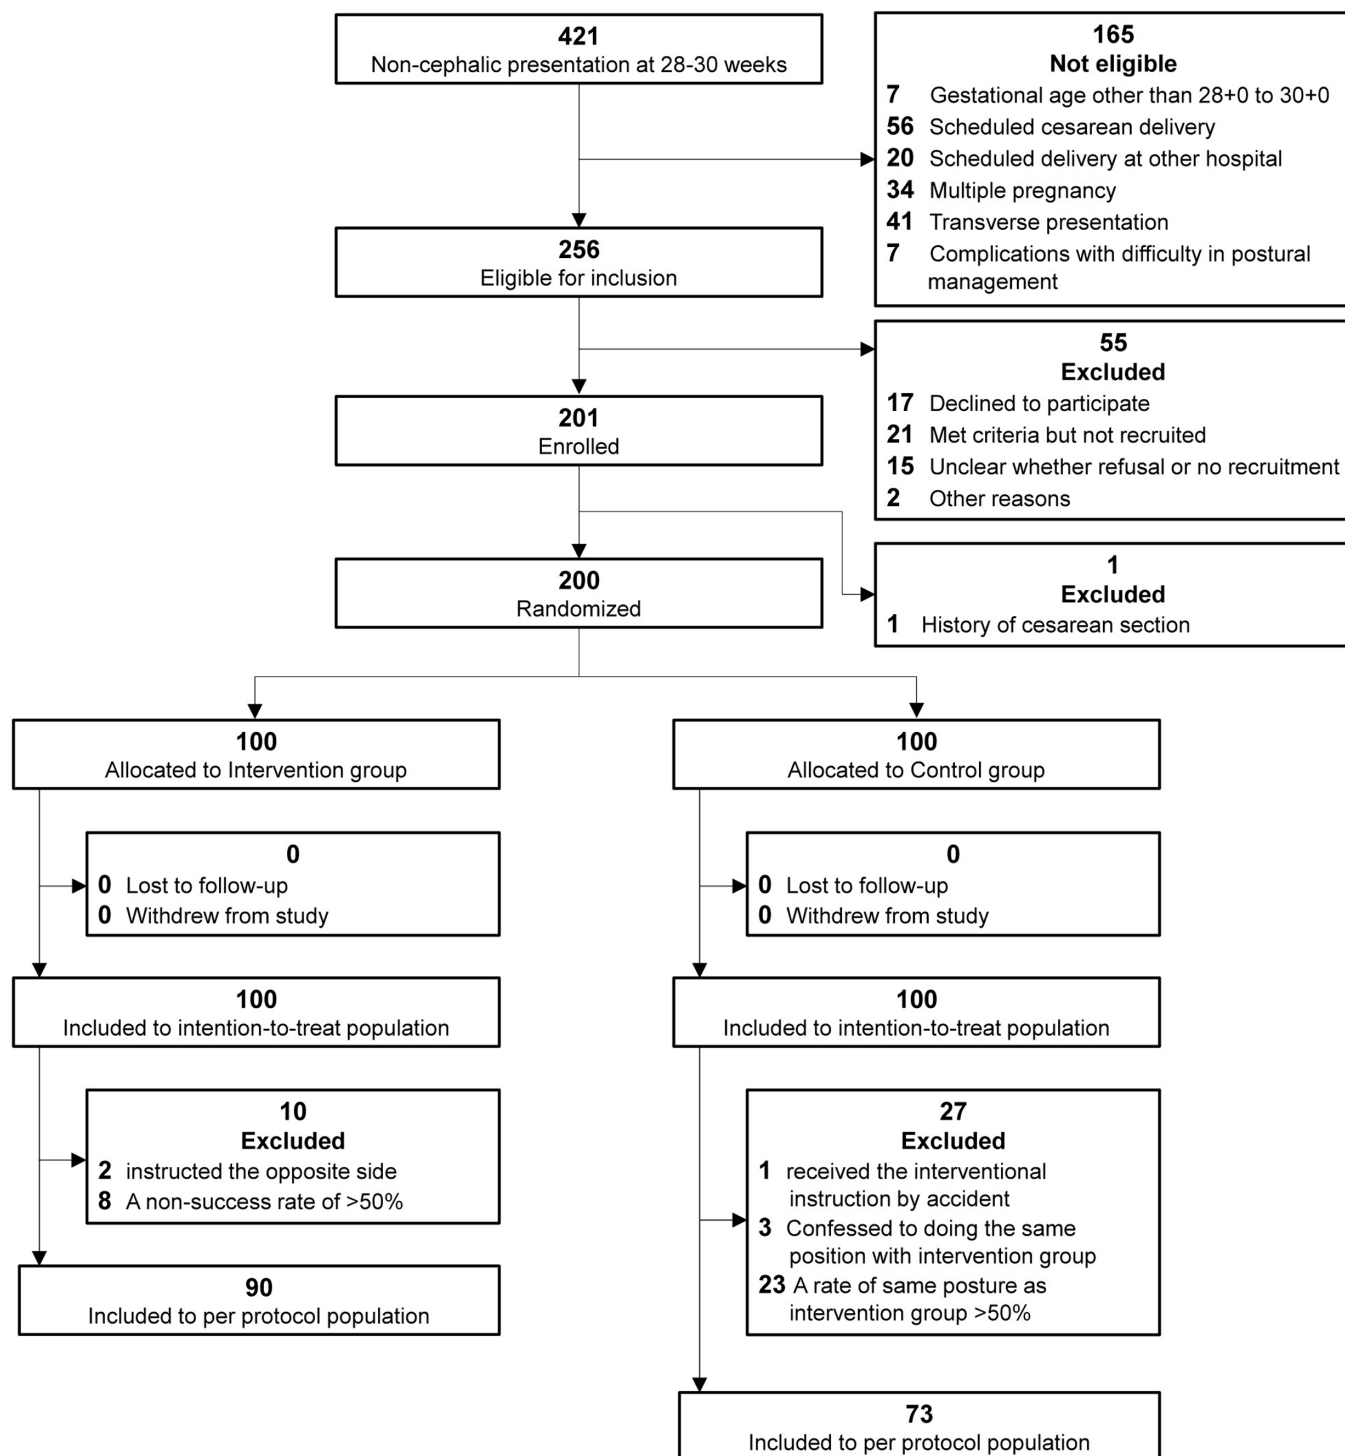 421
Non-cephalic presentation at 28-30 weeks
165
Not eligible
7 Gestational age other than 28+0 to 30+0
56 Scheduled cesarean delivery
20 Scheduled delivery at other hospital
34 Multiple pregnancy
41 Transverse presentation
7 Complications with difficulty in postural
management
256
Eligible for inclusion
55
Excluded
17 Declined to participate
21 Met criteria but not recruited
15 Unclear whether refusal or no recruitment
2 Other reasons
201
Enrolled
1
Excluded
1 History of cesarean section
200
Randomized
100
Allocated to Intervention group
100
Allocated to Control group
0
0 Lost to follow-up
0 Withdrew from study
0
0 Lost to follow-up
0 Withdrew from study
100
Included to intention-to-treat population
100
Included to intention-to-treat population
10
Excluded
2 instructed the opposite side
8 A non-success rate of >50%
27
Excluded
1 received the interventional
instruction by accident
3 Confessed to doing the same
position with intervention group
23 A rate of same posture as
intervention group >50%
90
Included to per protocol population
73
Included to per protocol population